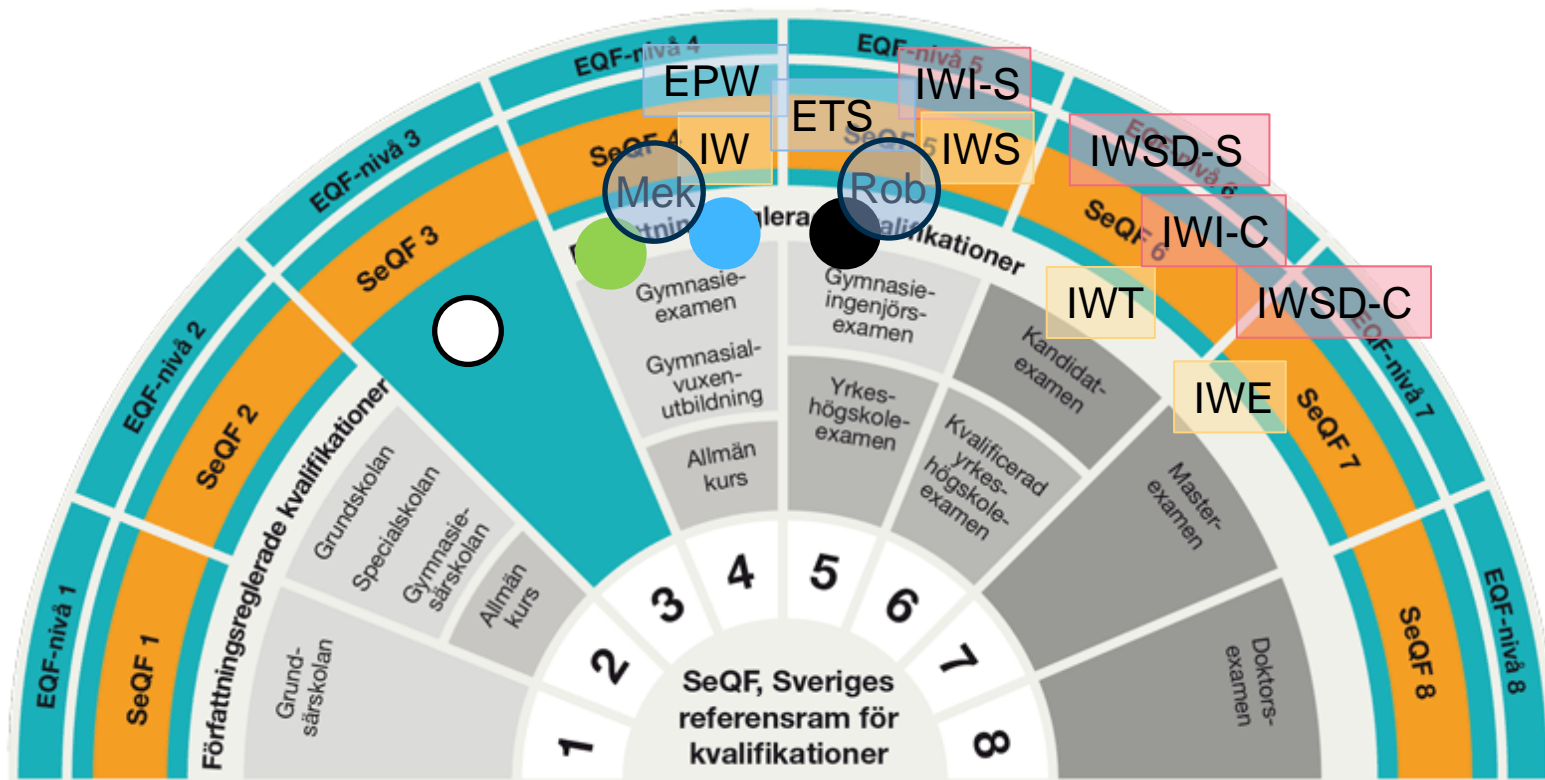 EQF-nivå 1
EQF-nivå 2
EQF-nivå 3
EQF-nivå 4
EQF-nivå 5
EQF-nivå 6
EQF-nivå 7
EQF-nivå 8
SeQF 1
SeQF 2
SeQF 3
SeQF 4
SeQF 5
SeQF 6
SeQF 7
SeQF 8
EPW
IW
ETS
IWI-S
IWS
IWSD-S
IWI-C
IWT
IWSD-C
IWE
Mek
Rob
Författningsreglerade kvalifikationer
kvalifikationer
Grund-
särskolan
Grundskolan
Specialskolan
Gymnasie-
särskolan
Allmän
kurs
Gymnasie-
examen
Gymnasial-
vuxen-
utbildning
Allmän
kurs
Gymnasie-
ingenjörs-
examen
Yrkes-
högskole-
examen
Kandidat-
examen
Kvalificerad
yrkes-
högskole-
examen
Master-
examen
Doktors-
examen
1
2
3
4
5
6
7
8
SeQF, Sveriges
referensram för
kvalifikationer